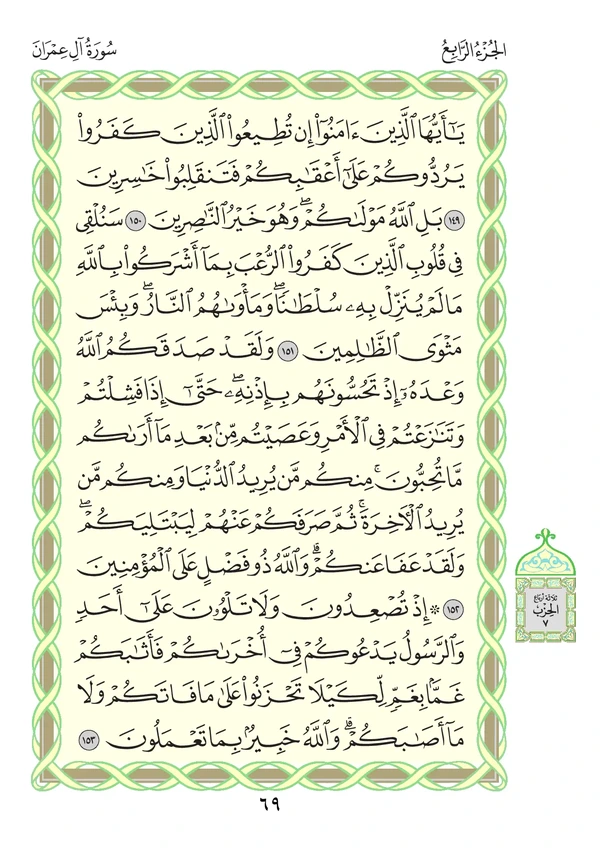 الجُزْءُ الرَّابِعُ
سُورَةُ آلِ عِمْرَانَ
يَٰٓأَيُّهَا ٱلَّذِينَ ءَامَنُوٓا۟ إِن تُطِيعُوا۟ ٱلَّذِينَ كَفَرُوا۟
يَرُدُّوكُمْ عَلَىٰٓ أَعْقَٰبِكُمْ فَتَنقَلِبُوا۟ خَٰسِرِينَ
١٤٩ بَلِ ٱللَّهُ مَوْلَىٰكُمْ ۖ وَهُوَ خَيْرُ ٱلنَّٰصِرِينَ ١٥٠ سَنُلْقِى
فِى قُلُوبِ ٱلَّذِينَ كَفَرُوا۟ ٱلرُّعْبَ بِمَآ أَشْرَكُوا۟ بِٱللَّهِ
مَا لَمْ يُنَزِّلْ بِهِۦ سُلْطَٰنًا ۖ وَمَأْوَىٰهُمُ ٱلنَّارُ ۖ وَبِئْسَ
مَثْوَى ٱلظَّٰلِمِينَ ١٥١ وَلَقَدْ صَدَقَكُمُ ٱللَّهُ
وَعْدَهُۥٓ إِذْ تَحُسُّونَهُم بِإِذْنِهِۦ ۖ حَتَّىٰٓ إِذَا فَشِلْتُمْ
وَتَنَٰزَعْتُمْ فِى ٱلْأَمْرِ وَعَصَيْتُم مِّنۢ بَعْدِ مَآ أَرَىٰكُم
مَّا تُحِبُّونَ ۚ مِنكُم مَّن يُرِيدُ ٱلدُّنْيَا وَمِنكُم مَّن
يُرِيدُ ٱلْأَخِرَةَ ۚ ثُمَّ صَرَفَكُمْ عَنْهُمْ لِيَبْتَلِيَكُمْ ۖ
وَلَقَدْ عَفَا عَنكُمْ ۗ وَٱللَّهُ ذُو فَضْلٍ عَلَى ٱلْمُؤْمِنِينَ
١٥٢ ۞ إِذْ تُصْعِدُونَ وَلَا تَلْوُۥنَ عَلَىٰٓ أَحَدٍ
وَٱلرَّسُولُ يَدْعُوكُمْ فِىٓ أُخْرَىٰكُمْ فَأَثَٰبَكُمْ
غَمًّۢا بِغَمٍّ لِّكَيْلَا تَحْزَنُوا۟ عَلَىٰ مَا فَاتَكُمْ وَلَا
مَآ أَصَٰبَكُمْ ۗ وَٱللَّهُ خَبِيرٌۢ بِمَا تَعْمَلُونَ ١٥٣
ثلاثة أرباع
الحزب
٧
٦٩